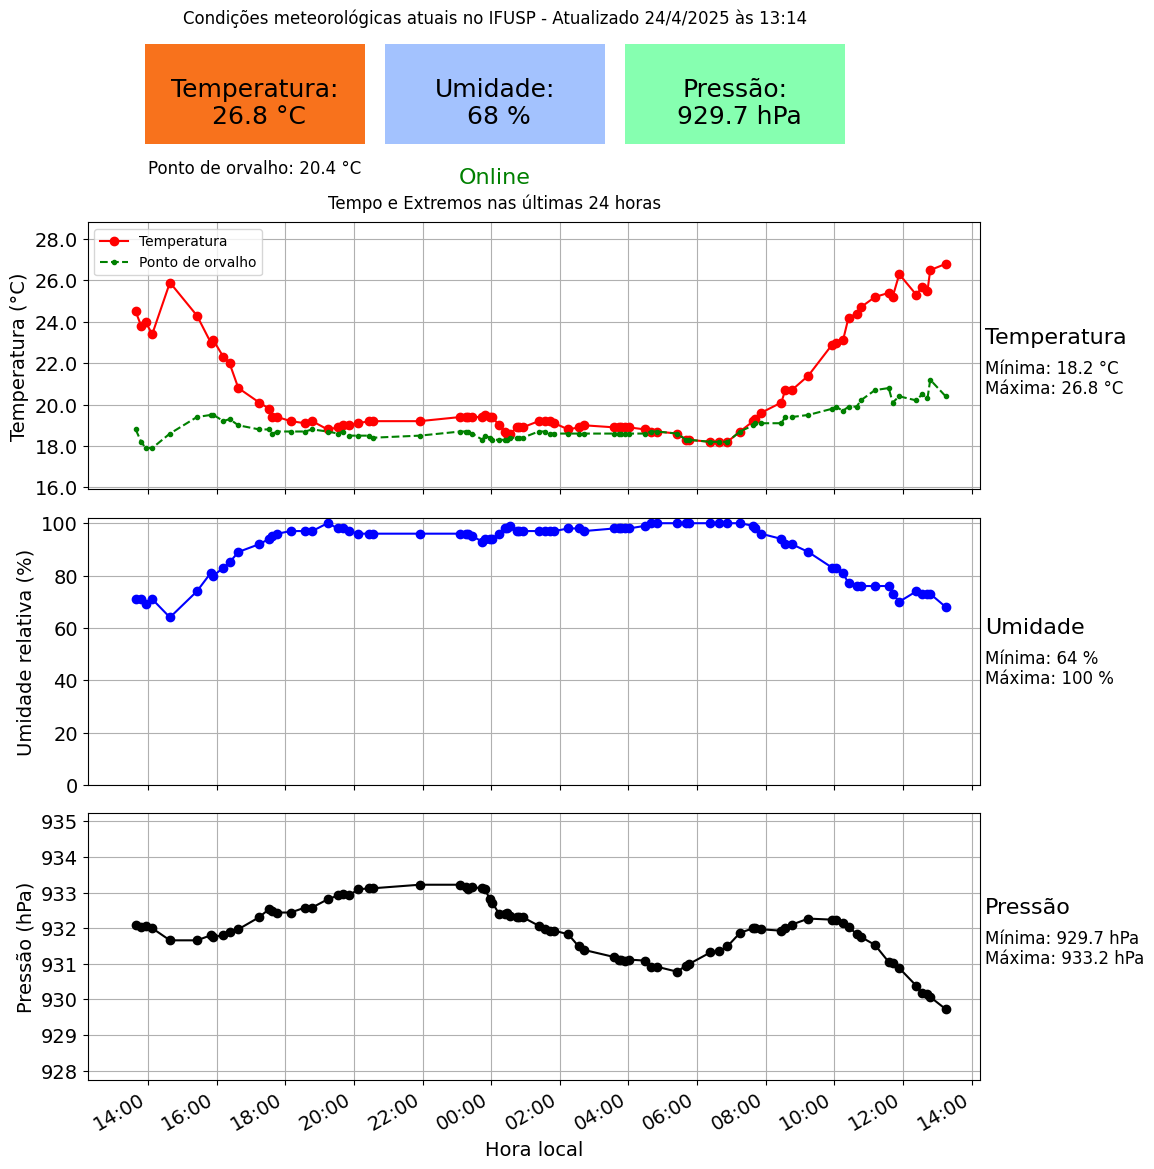 Condições meteorológicas atuais no IFUSP - Atualizado 24/4/2025 às 13:14
Temperatura:
26.8 °C
Umidade:
68 %
Pressão:
929.7 hPa
Ponto de orvalho: 20.4 °C
Online
Tempo e Extremos nas últimas 24 horas
Temperatura
Ponto de orvalho
Temperatura (°C)
28.0
26.0
24.0
22.0
20.0
18.0
16.0
Temperatura
Mínima: 18.2 °C
Máxima: 26.8 °C
Umidade relativa (%)
100
80
60
40
20
0
Umidade
Mínima: 64 %
Máxima: 100 %
Pressão (hPa)
935
934
933
932
931
930
929
928
Pressão
Mínima: 929.7 hPa
Máxima: 933.2 hPa
14:00 16:00 18:00 20:00 22:00 00:00 02:00 04:00 06:00 08:00 10:00 12:00 14:00
Hora local